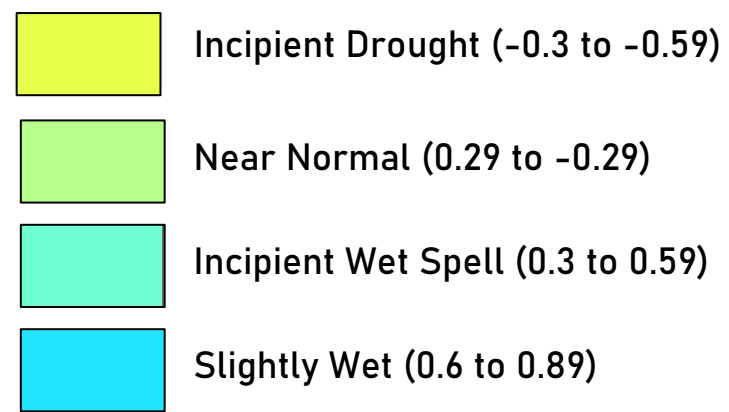 Incipient Drought (-0.3 to -0.59)
Near Normal (0.29 to -0.29)
Incipient Wet Spell (0.3 to 0.59)
Slightly Wet (0.6 to 0.89)